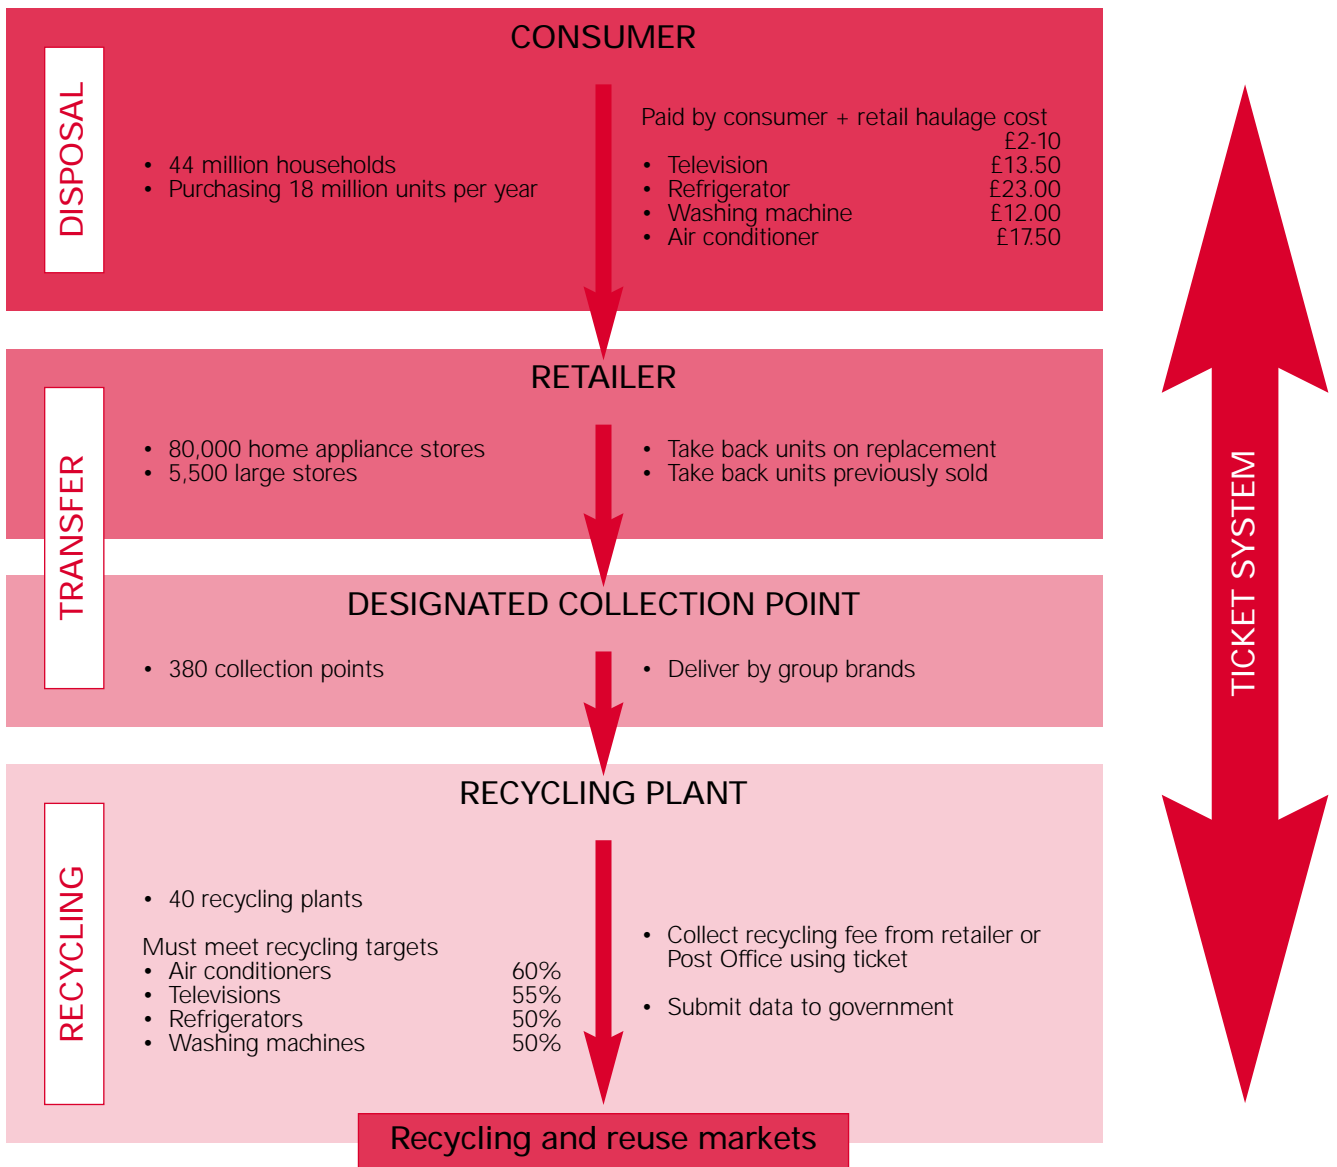 CONSUMER
DISPOSAL
• 44 million households
• Purchasing 18 million units per year
Paid by consumer + retail haulage cost
£2-10
• Television £13.50
• Refrigerator £23.00
• Washing machine £12.00
• Air conditioner £17.50
RETAILER
TRANSFER
• 80,000 home appliance stores
• 5,500 large stores
• Take back units on replacement
• Take back units previously sold
DESIGNATED COLLECTION POINT
• 380 collection points
• Deliver by group brands
RECYCLING PLANT
RECYCLING
• 40 recycling plants
Must meet recycling targets
• Air conditioners 60%
• Televisions 55%
• Refrigerators 50%
• Washing machines 50%
• Collect recycling fee from retailer or
Post Office using ticket
• Submit data to government
Recycling and reuse markets
TICKET SYSTEM